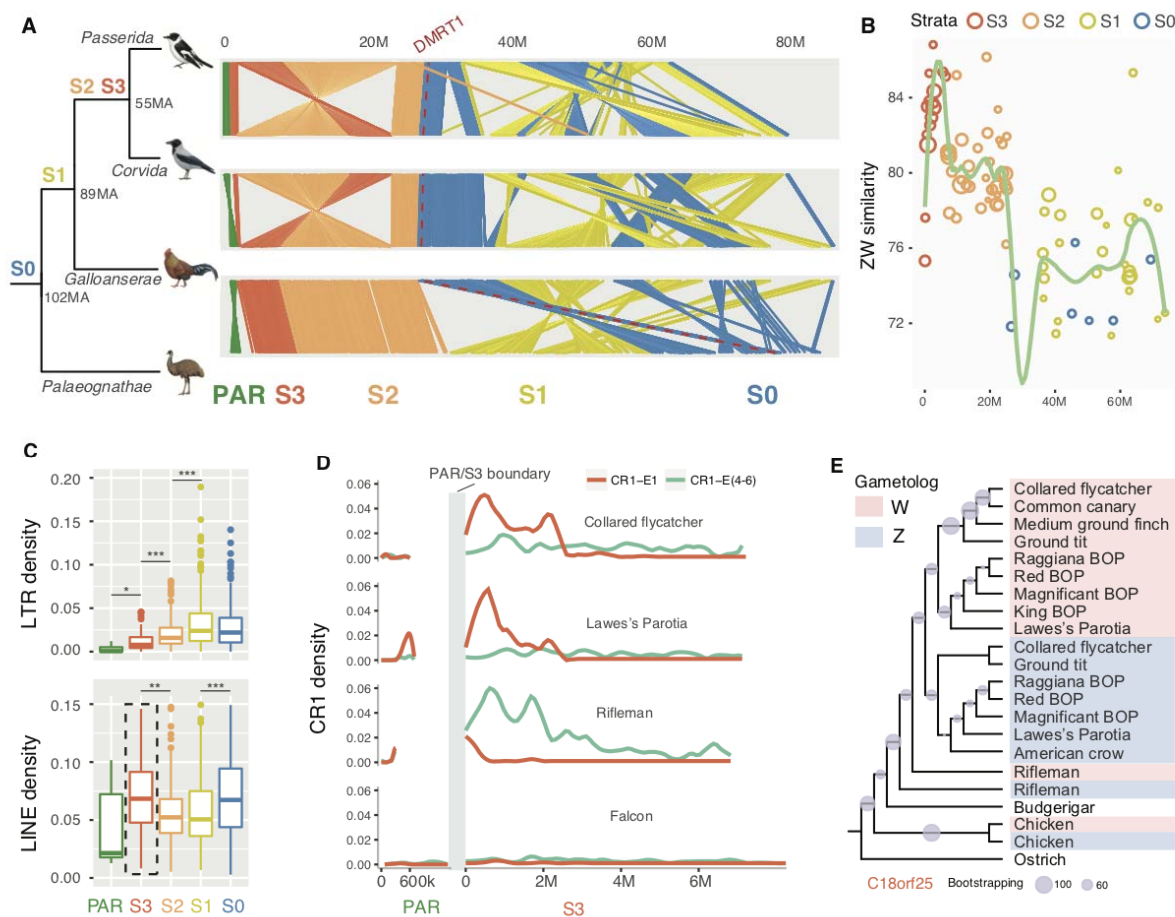 A
Passerida
Corvida
Galloanserae
Palaeognathae
S2 S3
S1
S0
55MA
89MA
102MA
0 20M 40M 60M 80M
DMRT1
PAR S3 S2 S1 S0
B
Strata S3 S2 S1 S0
ZW similarity
84
80
76
72
0 20M 40M 60M
C
LTR density
0.20
0.15
0.10
0.05
0.00
*
***
***
LINE density
0.15
0.10
0.05
0.00
**
***
PAR S3 S2 S1 S0
D
PAR/S3 boundary
CR1-E1 CR1-E(4-6)
CR1 density
0.06
0.04
0.02
0.00
Collared flycatcher
0.06
0.04
0.02
0.00
Lawes's Parotia
0.06
0.04
0.02
0.00
Rifleman
0.06
0.04
0.02
0.00
Falcon
0 600k 0 2M 4M 6M
PAR S3
E
Gametolog
W
Z
Collared flycatcher
Common canary
Medium ground finch
Ground tit
Raggiana BOP
Red BOP
Magnificant BOP
King BOP
Lawes's Parotia
Collared flycatcher
Ground tit
Raggiana BOP
Red BOP
Magnificant BOP
Lawes's Parotia
American crow
Rifleman
Rifleman
Budgerigar
Chicken
Chicken
Ostrich
C18orf25 Bootstrapping 100 60